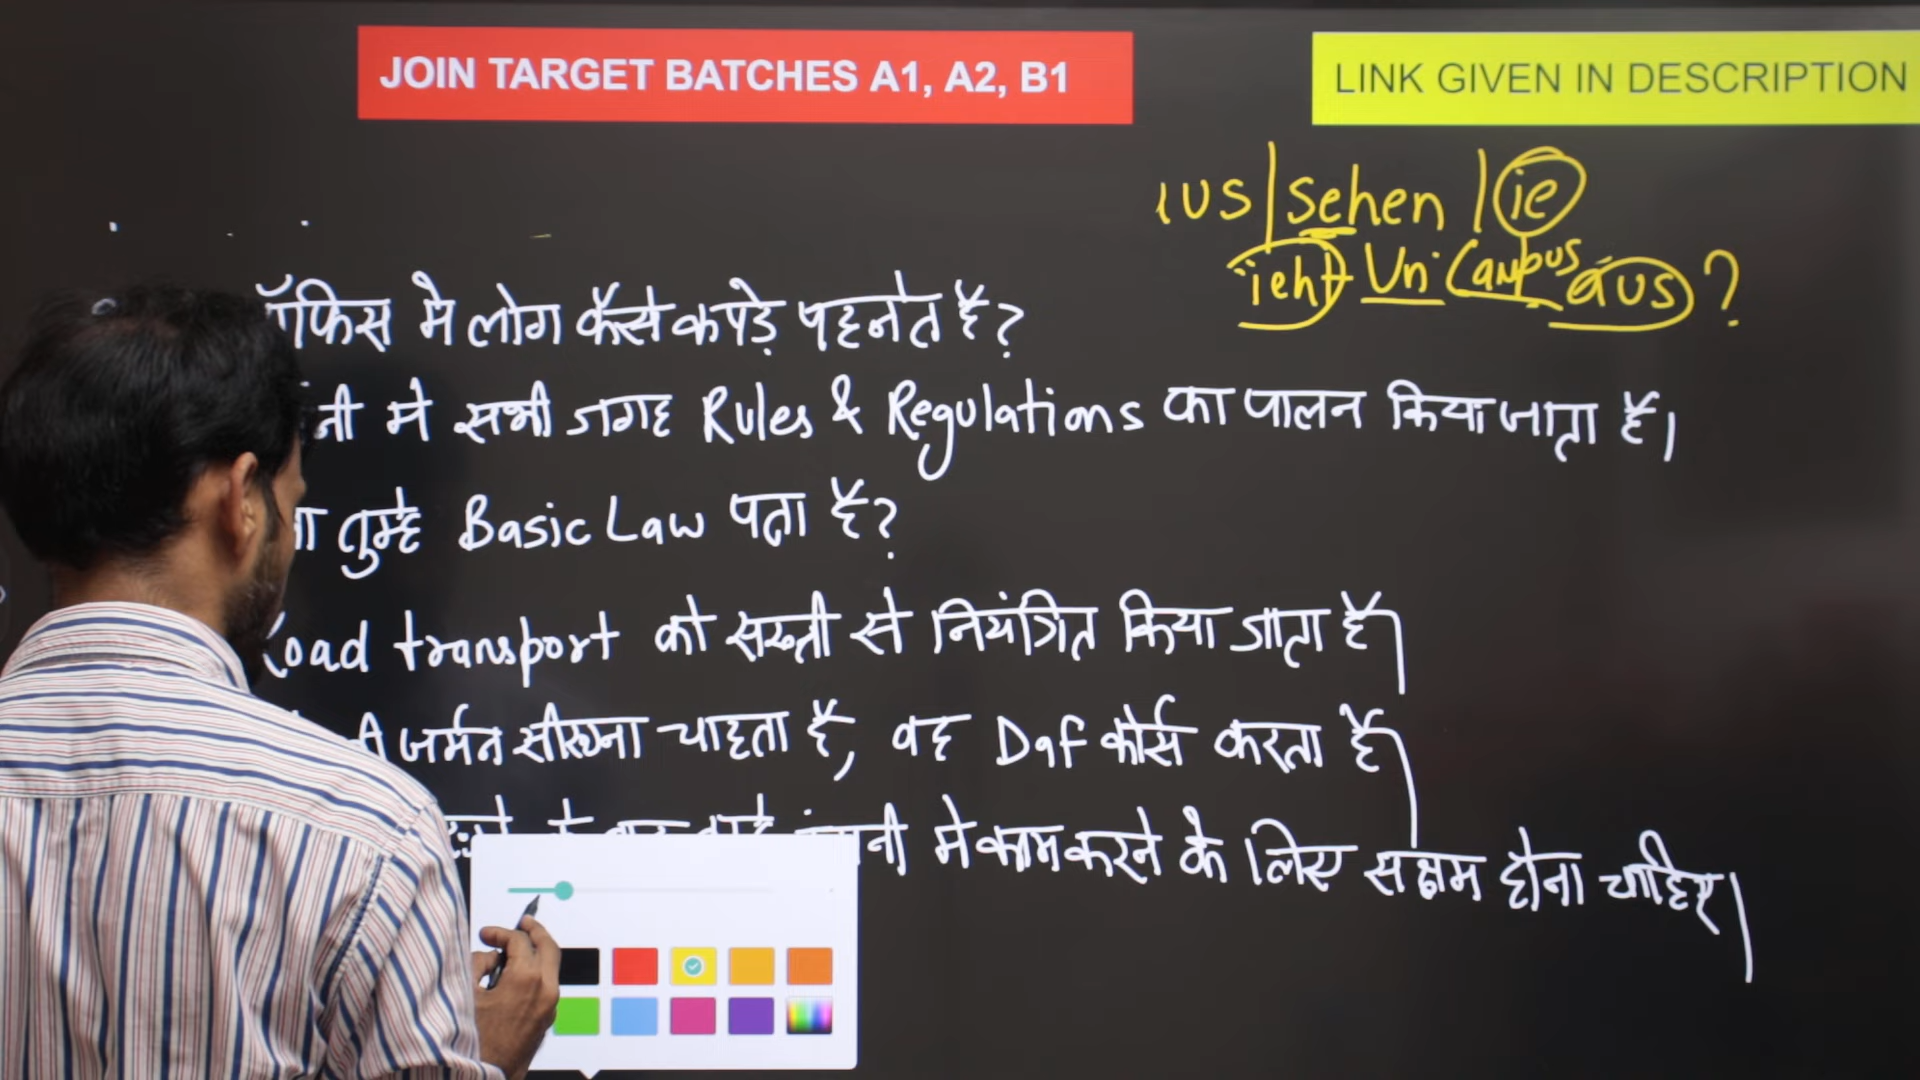 JOIN TARGET BATCHES A1, A2, B1
LINK GIVEN IN DESCRIPTION
us | sehen | ie
ieht Uni Campus aus ?
ऑफिस मे लोग कैसे कपड़े पहनते है?
नी मे सभी जगह Rules & Regulations का पालन किया जाता है।
तुम्हे Basic Law पता है?
Road transport को सख्ती से नियंत्रित किया जाता है।
जर्मन सीखना चाहता है, वह Daf कोर्स करता है।
नी मे काम करने के लिए सक्षम होना चाहिए।